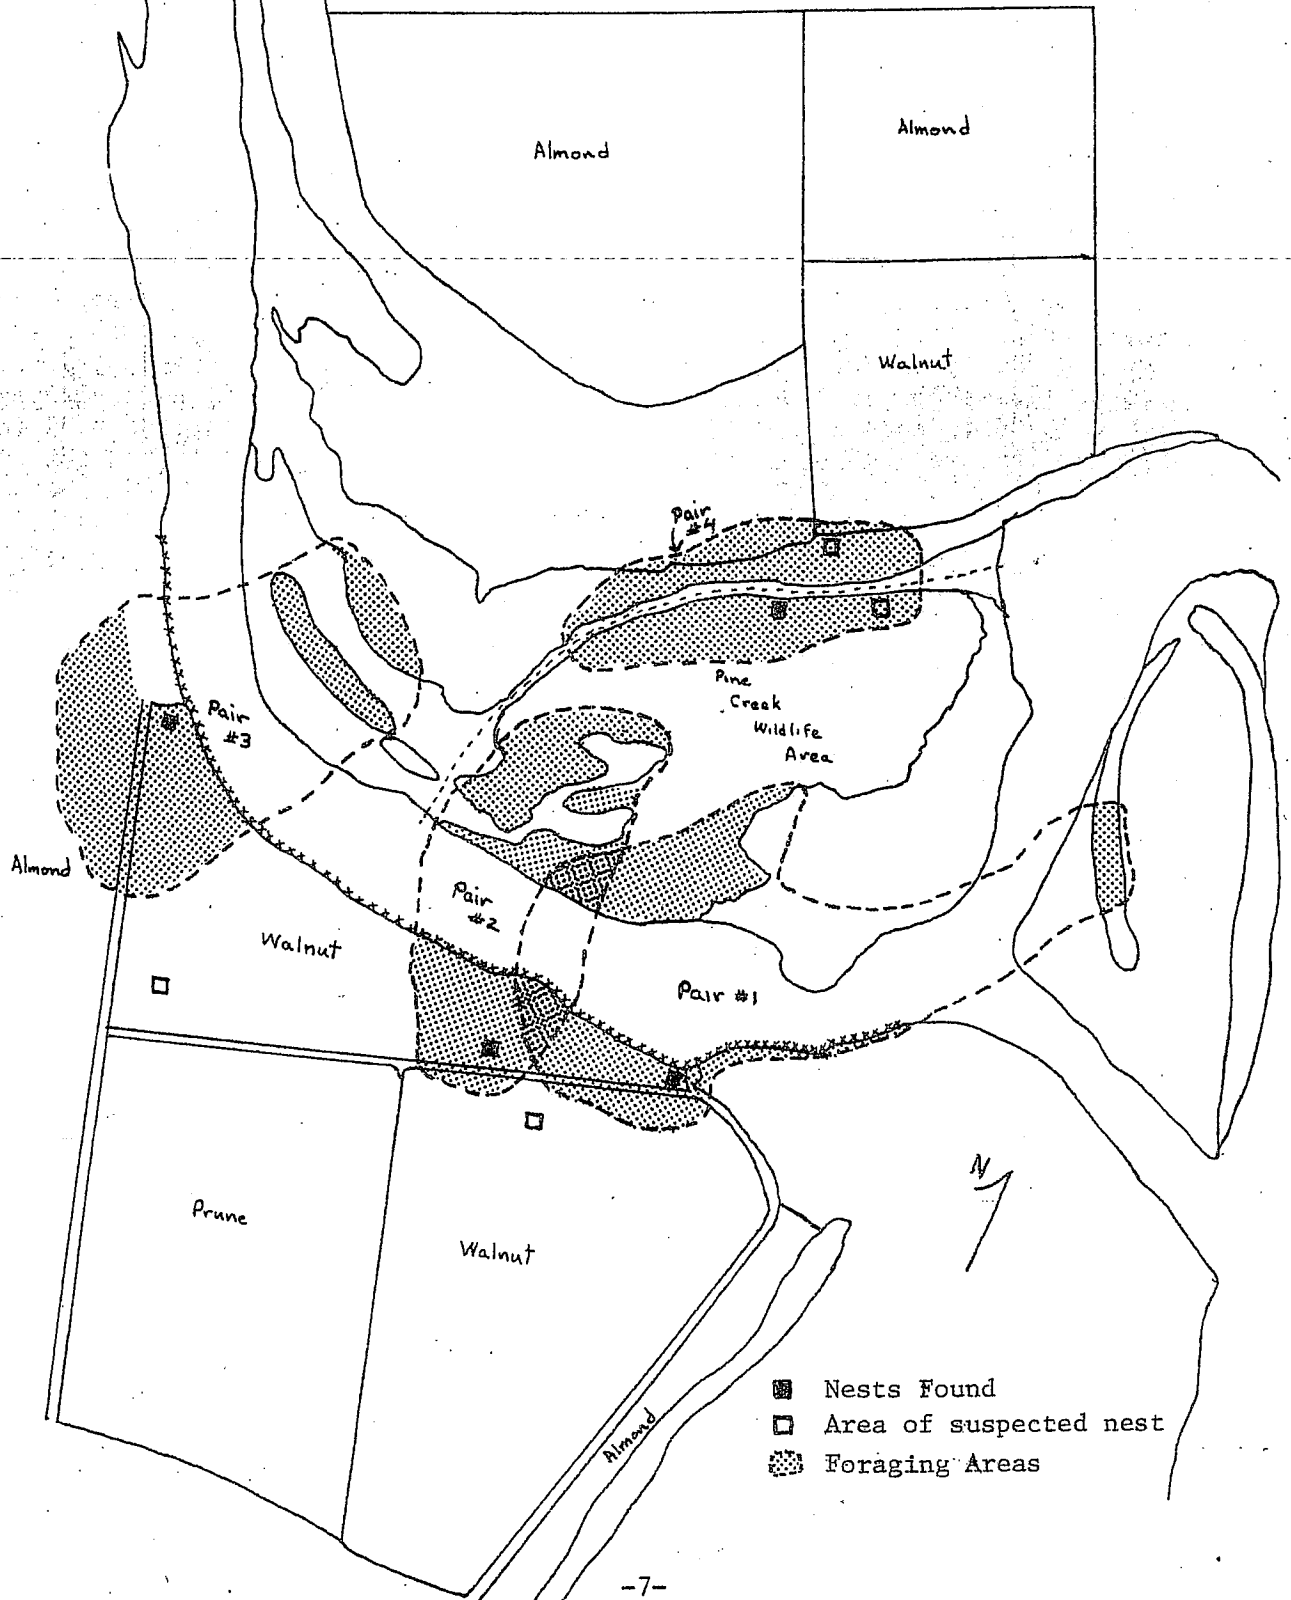 Almond
Almond
Walnut
Pair
#4
Pine
Creek
Wildlife
Area
Pair
#3
Almond
Pair
#2
Walnut
Pair #1
N
Prune
Walnut
Almond
Nests Found
Area of suspected nest
Foraging Areas
-7-